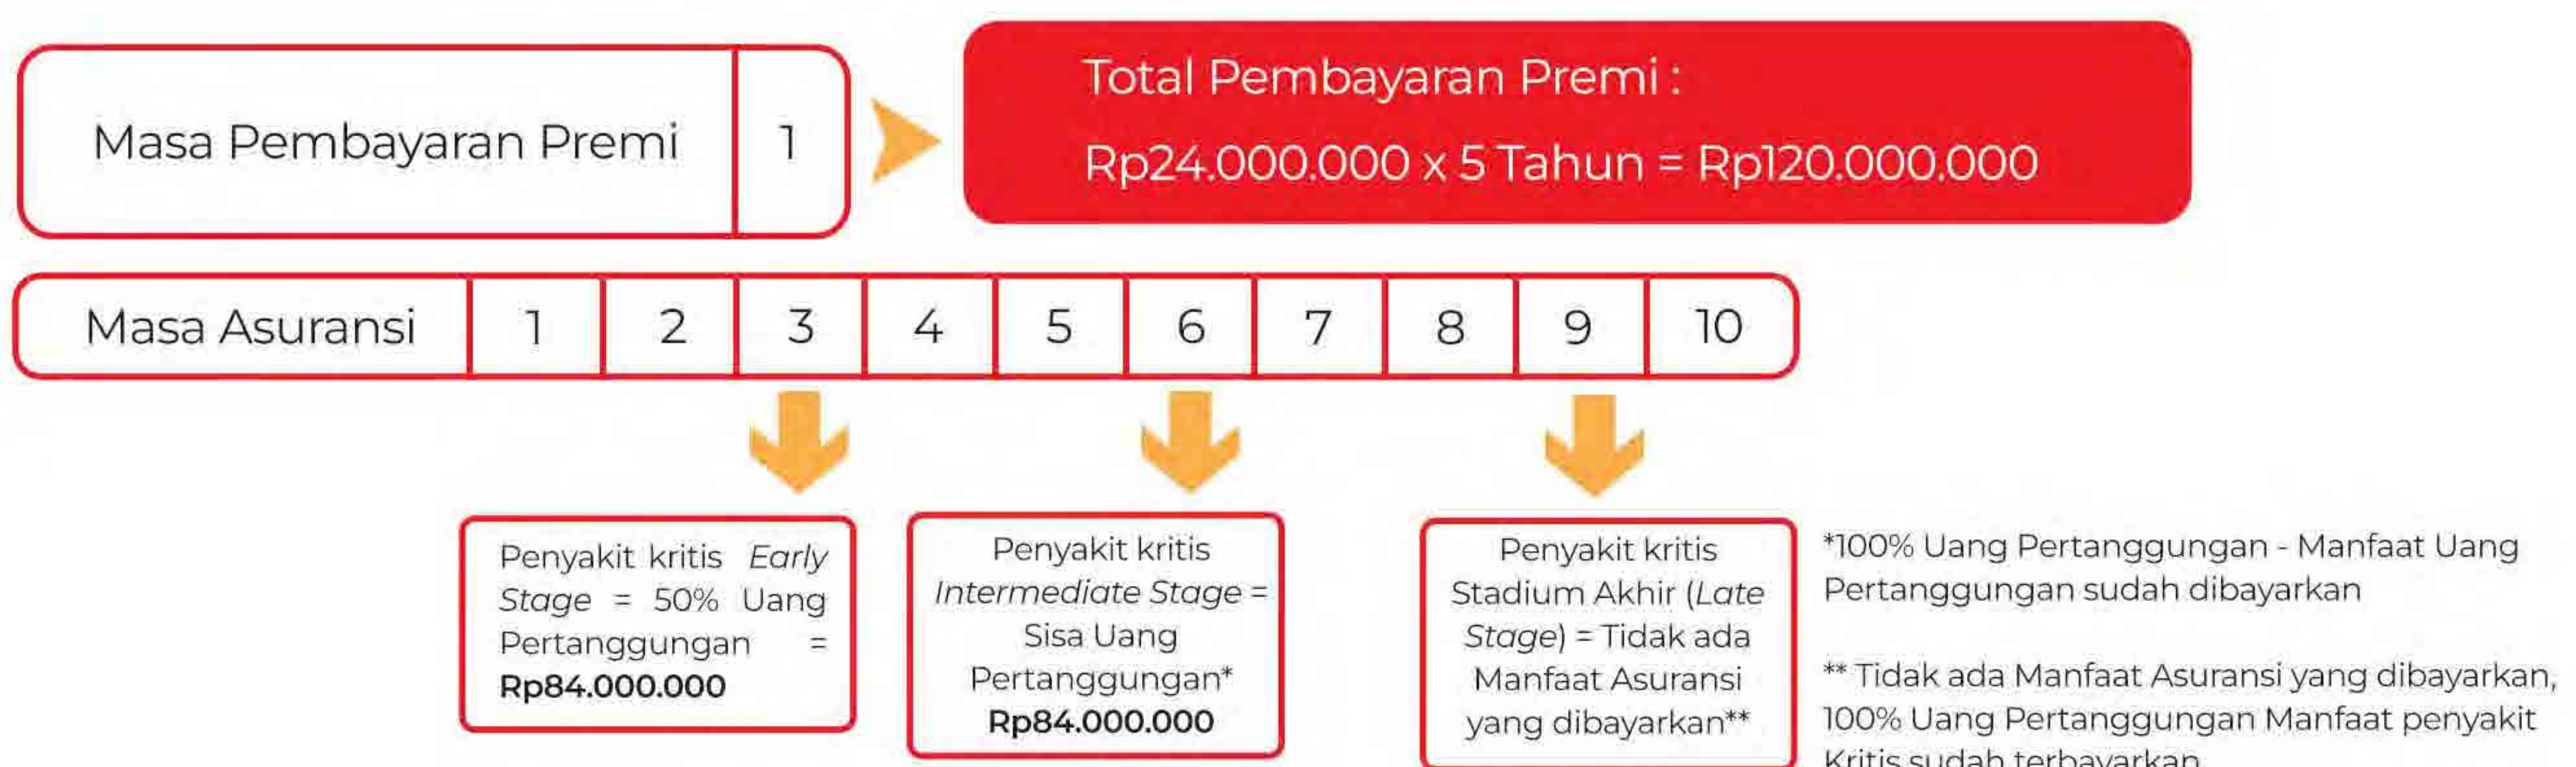 Masa Pembayaran Premi 1
Total Pembayaran Premi :
Rp24.000.000 x 5 Tahun = Rp120.000.000
Masa Asuransi 1 2 3 4 5 6 7 8 9 10
Penyakit kritis Early
Stage = 50% Uang
Pertanggungan =
Rp84.000.000
Penyakit kritis
Intermediate Stage =
Sisa Uang
Pertanggungan*
Rp84.000.000
Penyakit kritis
Stadium Akhir (Late
Stage) = Tidak ada
Manfaat Asuransi
yang dibayarkan**
*100% Uang Pertanggungan - Manfaat Uang
Pertanggungan sudah dibayarkan
** Tidak ada Manfaat Asuransi yang dibayarkan,
100% Uang Pertanggungan Manfaat penyakit
Kritis sudah terbayarkan